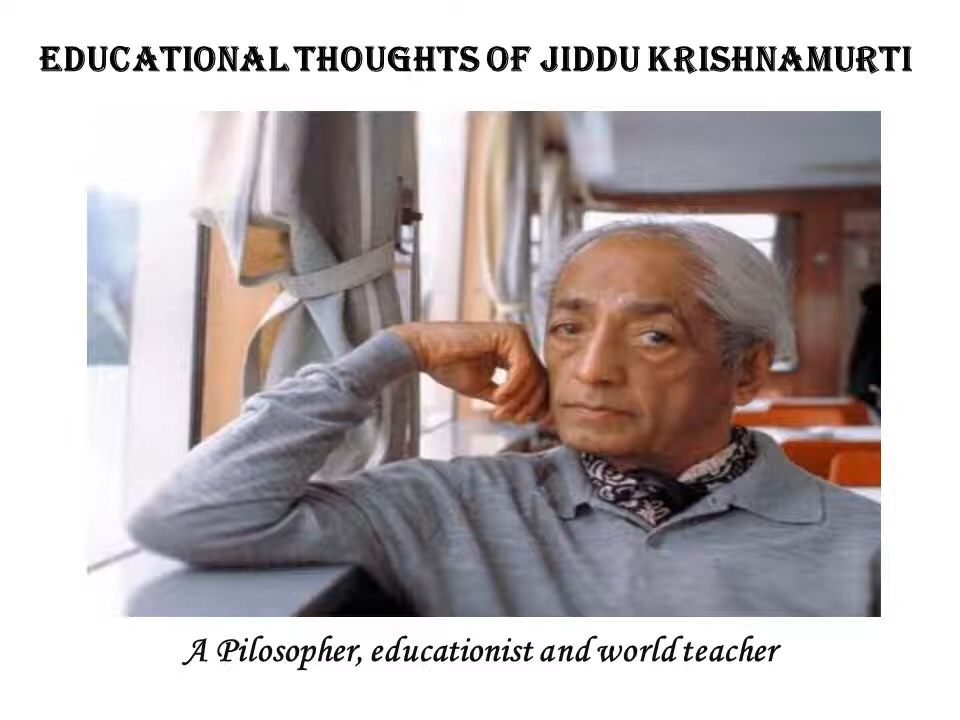 EDUCATIONAL THOUGHTS OF JIDDU KRISHNAMURTI
A Pilosopher, educationist and world teacher